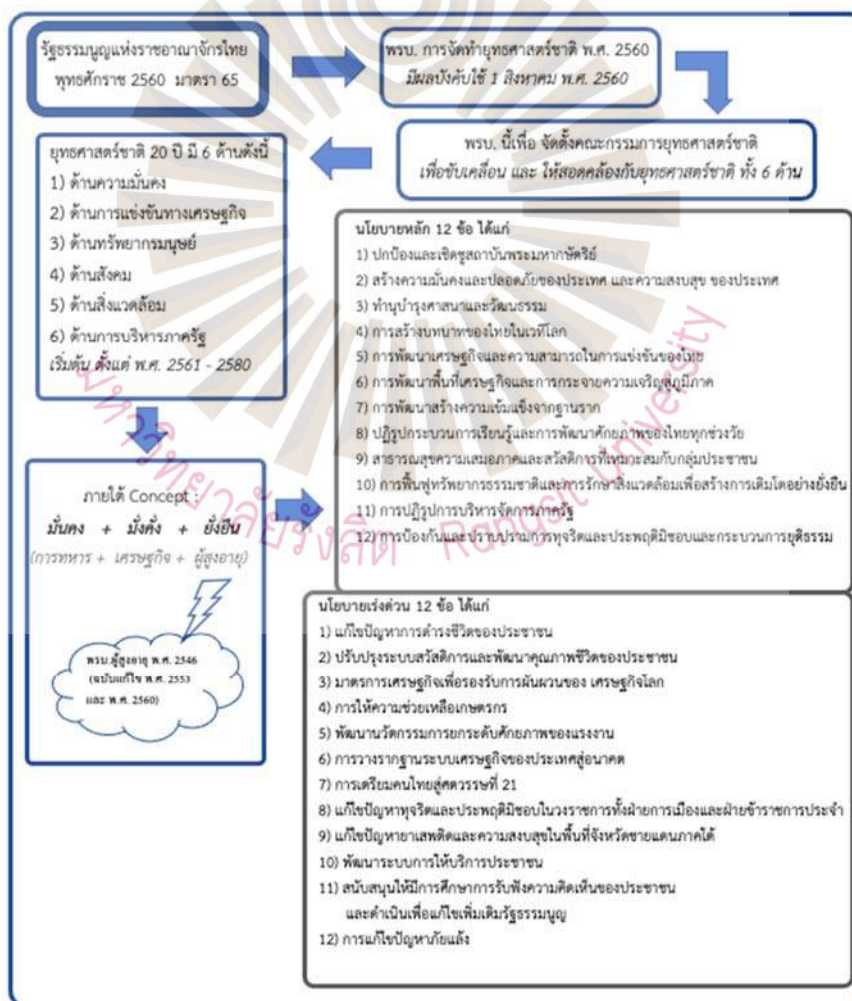 รัฐธรรมนูญแห่งราชอาณาจักรไทย
พุทธศักราช 2560 มาตรา 65
พรบ. การจัดทำยุทธศาสตร์ชาติ พ.ศ. 2560
มีผลบังคับใช้ 1 สิงหาคม พ.ศ. 2560
พรบ. นี้เพื่อ จัดตั้งคณะกรรมการยุทธศาสตร์ชาติ
เพื่อขับเคลื่อน และ ให้สอดคล้องกับยุทธศาสตร์ชาติ ทั้ง 6 ด้าน
ยุทธศาสตร์ชาติ 20 ปี มี 6 ด้านดังนี้
1) ด้านความมั่นคง
2) ด้านการแข่งขันทางเศรษฐกิจ
3) ด้านทรัพยากรมนุษย์
4) ด้านสังคม
5) ด้านสิ่งแวดล้อม
6) ด้านการบริหารภาครัฐ
เริ่มต้น ตั้งแต่ พ.ศ. 2561 - 2580
ภายใต้ Concept :
มั่นคง + มั่งคั่ง + ยั่งยืน
(การทหาร + เศรษฐกิจ + ผู้สูงอายุ)
พรบ.ผู้สูงอายุ พ.ศ. 2546
(ฉบับแก้ไข พ.ศ. 2553
และ พ.ศ. 2560)
นโยบายหลัก 12 ข้อ ได้แก่
1) ปกป้องและเชิดชูสถาบันพระมหากษัตริย์
2) สร้างความมั่นคงและปลอดภัยของประเทศ และความสงบสุข ของประเทศ
3) ทำนุบำรุงศาสนาและวัฒนธรรม
4) การสร้างบทบาทของไทยในเวทีโลก
5) การพัฒนาเศรษฐกิจและความสามารถในการแข่งขันของไทย
6) การพัฒนาพื้นที่เศรษฐกิจและการกระจายความเจริญสู่ภูมิภาค
7) การพัฒนาสร้างความเข้มแข็งจากฐานราก
8) ปฏิรูปกระบวนการเรียนรู้และการพัฒนาศักยภาพของไทยทุกช่วงวัย
9) สาธารณสุขความเสมอภาคและสวัสดิการที่เหมาะสมกับกลุ่มประชาชน
10) การฟื้นฟูทรัพยากรธรรมชาติและการรักษาสิ่งแวดล้อมเพื่อสร้างการเติบโตอย่างยั่งยืน
11) การปฏิรูปการบริหารจัดการภาครัฐ
12) การป้องกันและปราบปรามการทุจริตและประพฤติมิชอบและกระบวนการยุติธรรม
นโยบายเร่งด่วน 12 ข้อ ได้แก่
1) แก้ไขปัญหาการดำรงชีวิตของประชาชน
2) ปรับปรุงระบบสวัสดิการและพัฒนาคุณภาพชีวิตของประชาชน
3) มาตรการเศรษฐกิจเพื่อรองรับการผันผวนของ เศรษฐกิจโลก
4) การให้ความช่วยเหลือเกษตรกร
5) พัฒนานวัตกรรมการยกระดับศักยภาพของแรงงาน
6) การวางรากฐานระบบเศรษฐกิจของประเทศสู่อนาคต
7) การเตรียมคนไทยสู่ศตวรรษที่ 21
8) แก้ไขปัญหาทุจริตและประพฤติมิชอบในวงราชการทั้งฝ่ายการเมืองและฝ่ายข้าราชการประจำ
9) แก้ไขปัญหายาเสพติดและความสงบสุขในพื้นที่จังหวัดชายแดนภาคใต้
10) พัฒนาระบบการให้บริการประชาชน
11) สนับสนุนให้มีการศึกษาการรับฟังความคิดเห็นของประชาชน
และดำเนินเพื่อแก้ไขเพิ่มเติมรัฐธรรมนูญ
12) การแก้ไขปัญหาภัยแล้ง
มหาวิทยาลัยรังสิต Rangsit University